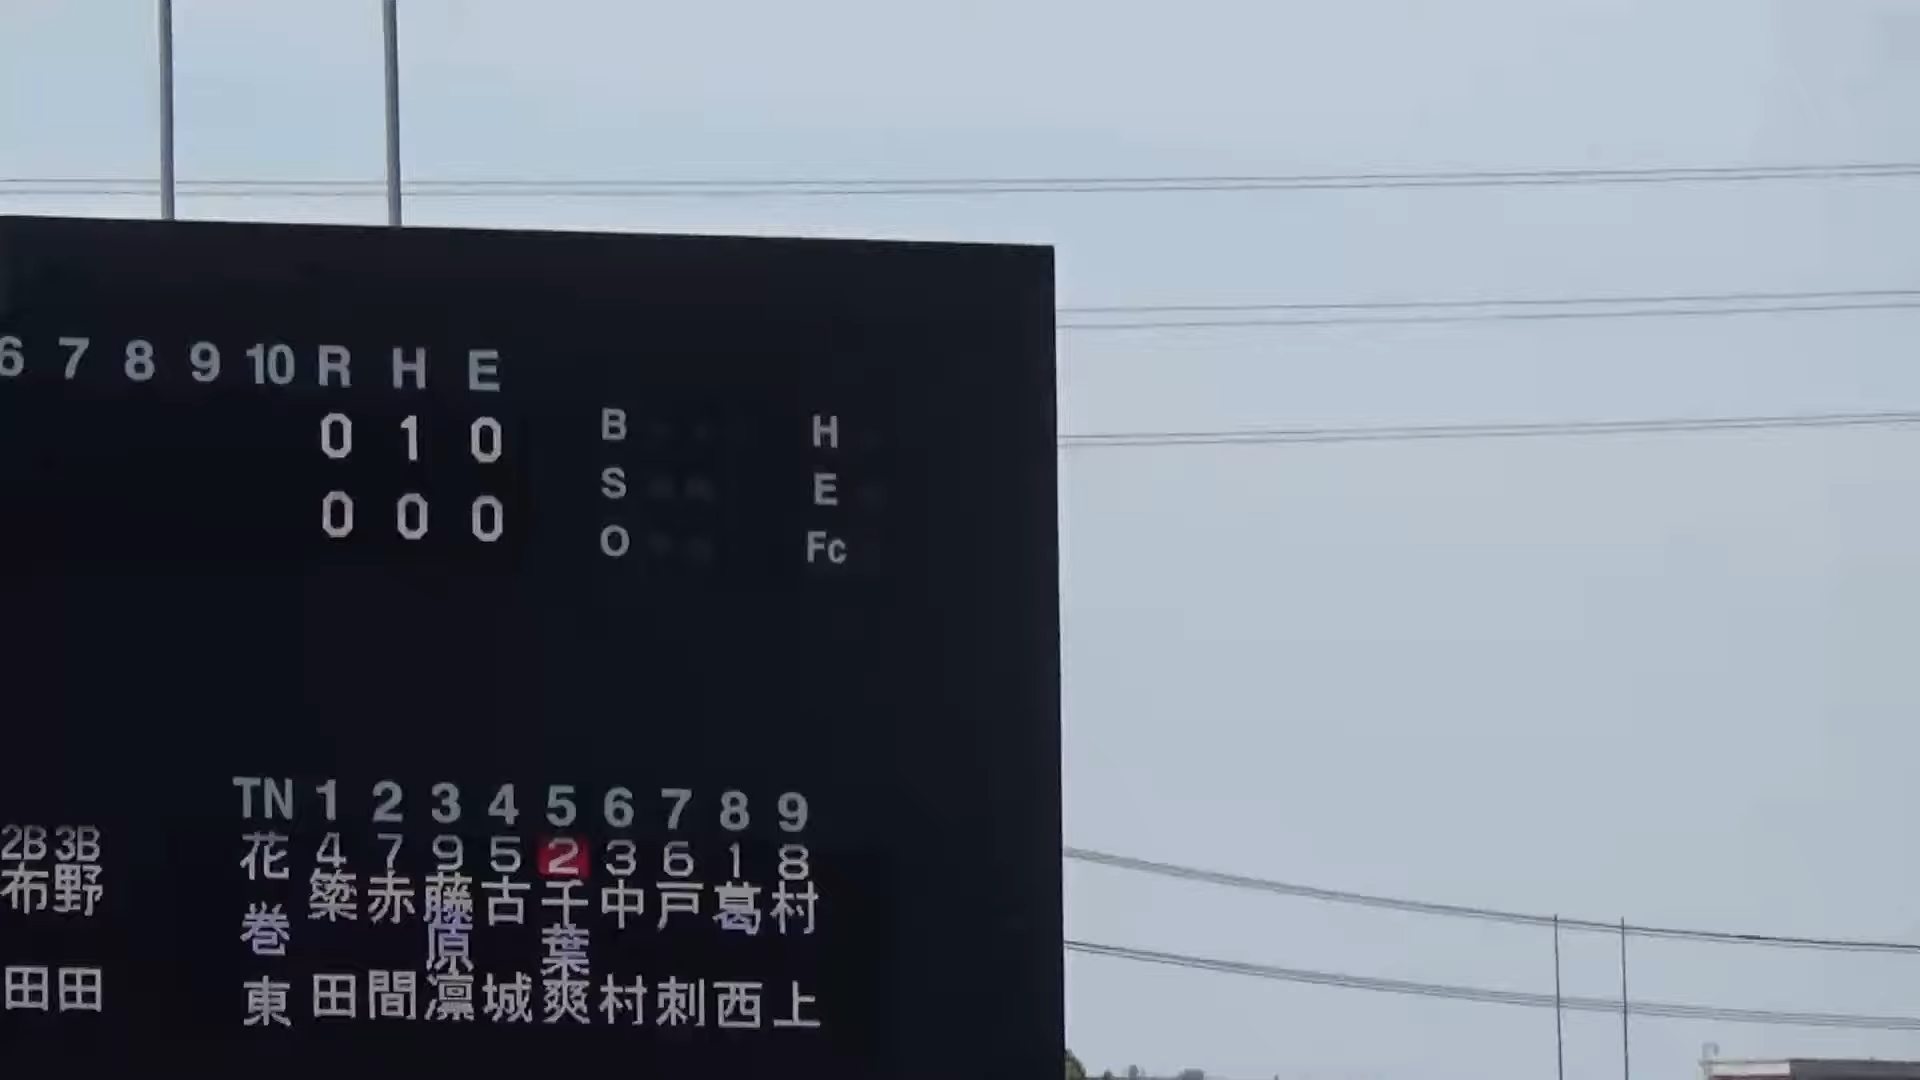 6 7 8 9 10 R H E
0 1 0
0 0 0
B
S
O
H
E
Fc
2B 3B
布田
野田
TN 1 2 3 4 5 6 7 8 9
花巻東
4 7 9 5 2 3 6 1 8
簗田
赤間
藤原凛
古城
千葉爽
中村
戸刺
葛西
村上